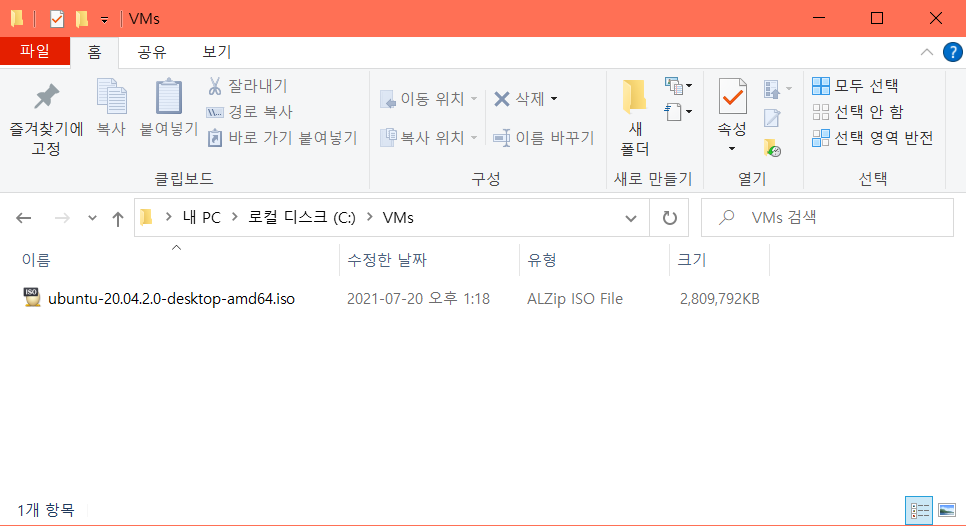 VMs
파일 홈 공유 보기
즐겨찾기에 고정
복사
붙여넣기
잘라내기
경로 복사
바로 가기 붙여넣기
클립보드
이동 위치
복사 위치
삭제
이름 바꾸기
구성
새 폴더
새로 만들기
속성
열기
모두 선택
선택 안 함
선택 영역 반전
선택
내 PC 로컬 디스크 (C:) VMs
VMs 검색
이름 수정한 날짜 유형 크기
ISO
ubuntu-20.04.2.0-desktop-amd64.iso 2021-07-20 오후 1:18 ALZip ISO File 2,809,792KB
1개 항목